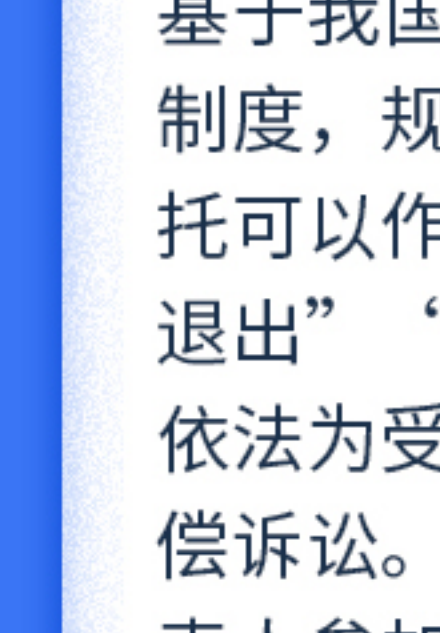 基于我国
制度，规
托可以作
退出” “
依法为受
偿诉讼。